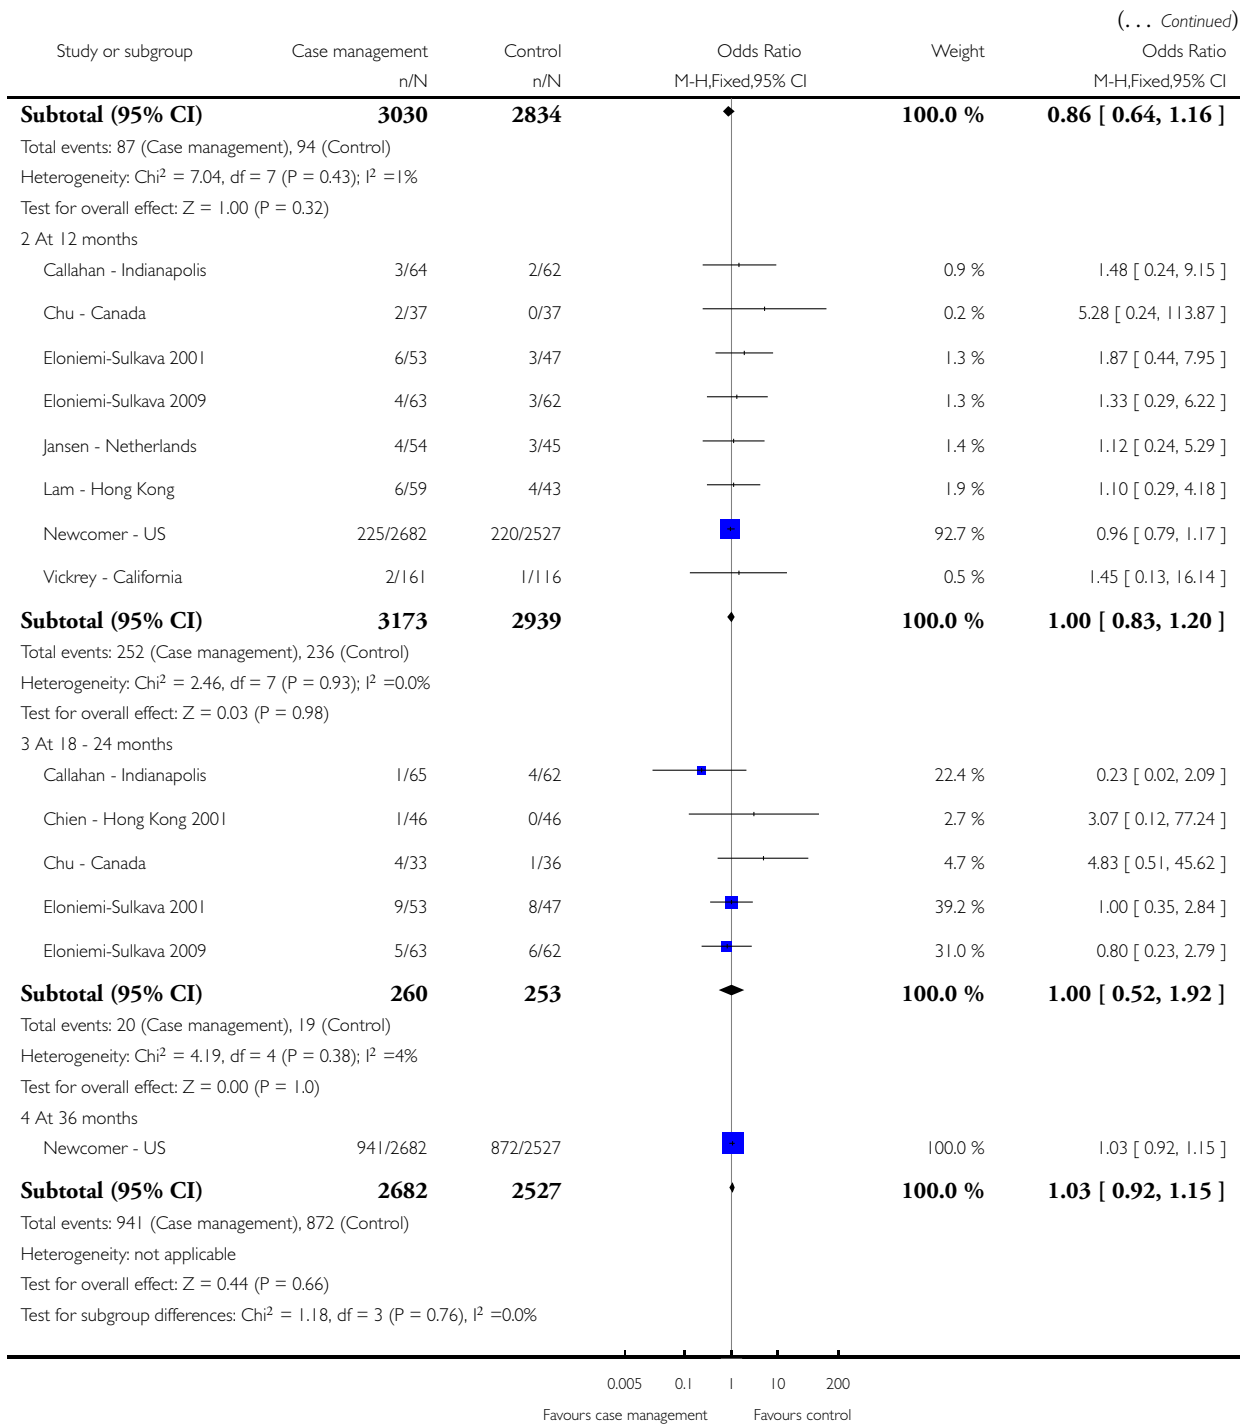 (... Continued)
Study or subgroup Case management Control Odds Ratio Weight Odds Ratio
n/N n/N M-H,Fixed,95% CI M-H,Fixed,95% CI
Subtotal (95% CI) 3030 2834 100.0 % 0.86 [ 0.64, 1.16 ]
Total events: 87 (Case management), 94 (Control)
Heterogeneity: Chi² = 7.04, df = 7 (P = 0.43); I² =1%
Test for overall effect: Z = 1.00 (P = 0.32)
2 At 12 months
Callahan - Indianapolis 3/64 2/62 0.9 % 1.48 [ 0.24, 9.15 ]
Chu - Canada 2/37 0/37 0.2 % 5.28 [ 0.24, 113.87 ]
Eloniemi-Sulkava 2001 6/53 3/47 1.3 % 1.87 [ 0.44, 7.95 ]
Eloniemi-Sulkava 2009 4/63 3/62 1.3 % 1.33 [ 0.29, 6.22 ]
Jansen - Netherlands 4/54 3/45 1.4 % 1.12 [ 0.24, 5.29 ]
Lam - Hong Kong 6/59 4/43 1.9 % 1.10 [ 0.29, 4.18 ]
Newcomer - US 225/2682 220/2527 92.7 % 0.96 [ 0.79, 1.17 ]
Vickrey - California 2/161 1/116 0.5 % 1.45 [ 0.13, 16.14 ]
Subtotal (95% CI) 3173 2939 100.0 % 1.00 [ 0.83, 1.20 ]
Total events: 252 (Case management), 236 (Control)
Heterogeneity: Chi² = 2.46, df = 7 (P = 0.93); I² =0.0%
Test for overall effect: Z = 0.03 (P = 0.98)
3 At 18 - 24 months
Callahan - Indianapolis 1/65 4/62 22.4 % 0.23 [ 0.02, 2.09 ]
Chien - Hong Kong 2001 1/46 0/46 2.7 % 3.07 [ 0.12, 77.24 ]
Chu - Canada 4/33 1/36 4.7 % 4.83 [ 0.51, 45.62 ]
Eloniemi-Sulkava 2001 9/53 8/47 39.2 % 1.00 [ 0.35, 2.84 ]
Eloniemi-Sulkava 2009 5/63 6/62 31.0 % 0.80 [ 0.23, 2.79 ]
Subtotal (95% CI) 260 253 100.0 % 1.00 [ 0.52, 1.92 ]
Total events: 20 (Case management), 19 (Control)
Heterogeneity: Chi² = 4.19, df = 4 (P = 0.38); I² =4%
Test for overall effect: Z = 0.00 (P = 1.0)
4 At 36 months
Newcomer - US 941/2682 872/2527 100.0 % 1.03 [ 0.92, 1.15 ]
Subtotal (95% CI) 2682 2527 100.0 % 1.03 [ 0.92, 1.15 ]
Total events: 941 (Case management), 872 (Control)
Heterogeneity: not applicable
Test for overall effect: Z = 0.44 (P = 0.66)
Test for subgroup differences: Chi² = 1.18, df = 3 (P = 0.76), I² =0.0%
0.005 0.1 1 10 200
Favours case management Favours control